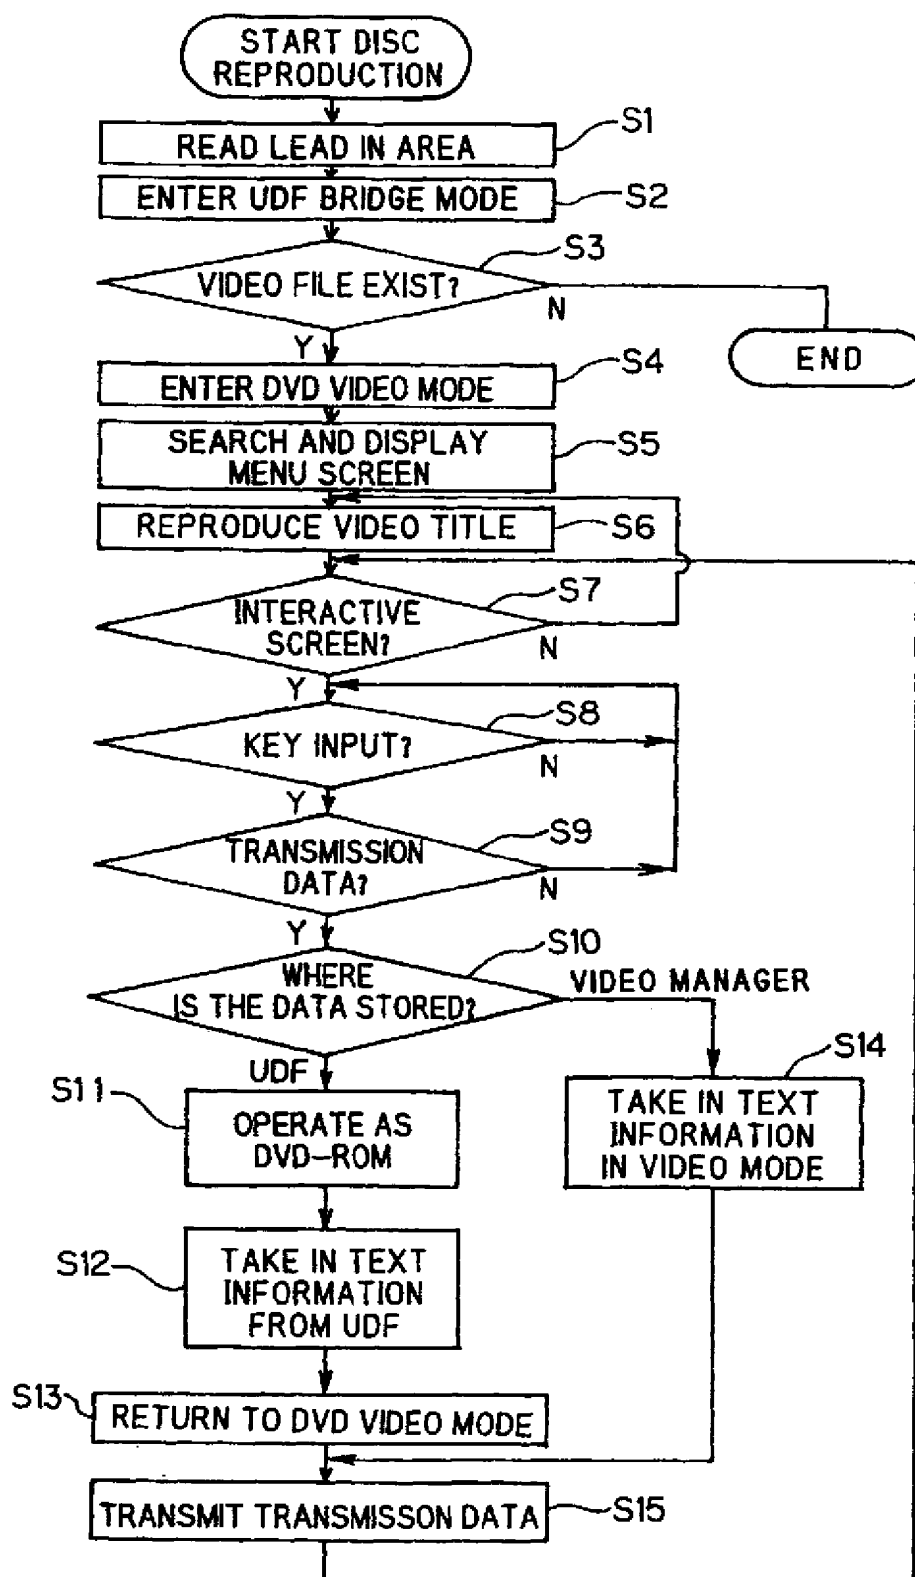 START DISC
REPRODUCTION
S1
READ LEAD IN AREA
S2
ENTER UDF BRIDGE MODE
S3
VIDEO FILE EXIST?
N
Y
END
S4
ENTER DVD VIDEO MODE
S5
SEARCH AND DISPLAY
MENU SCREEN
S6
REPRODUCE VIDEO TITLE
S7
INTERACTIVE
SCREEN?
N
Y
S8
KEY INPUT?
N
Y
S9
TRANSMISSION
DATA?
N
Y
S10
WHERE
IS THE DATA STORED?
VIDEO MANAGER
UDF
S11
OPERATE AS
DVD-ROM
S14
TAKE IN TEXT
INFORMATION
IN VIDEO MODE
S12
TAKE IN TEXT
INFORMATION
FROM UDF
S13
RETURN TO DVD VIDEO MODE
TRANSMIT TRANSMISSON DATA
S15